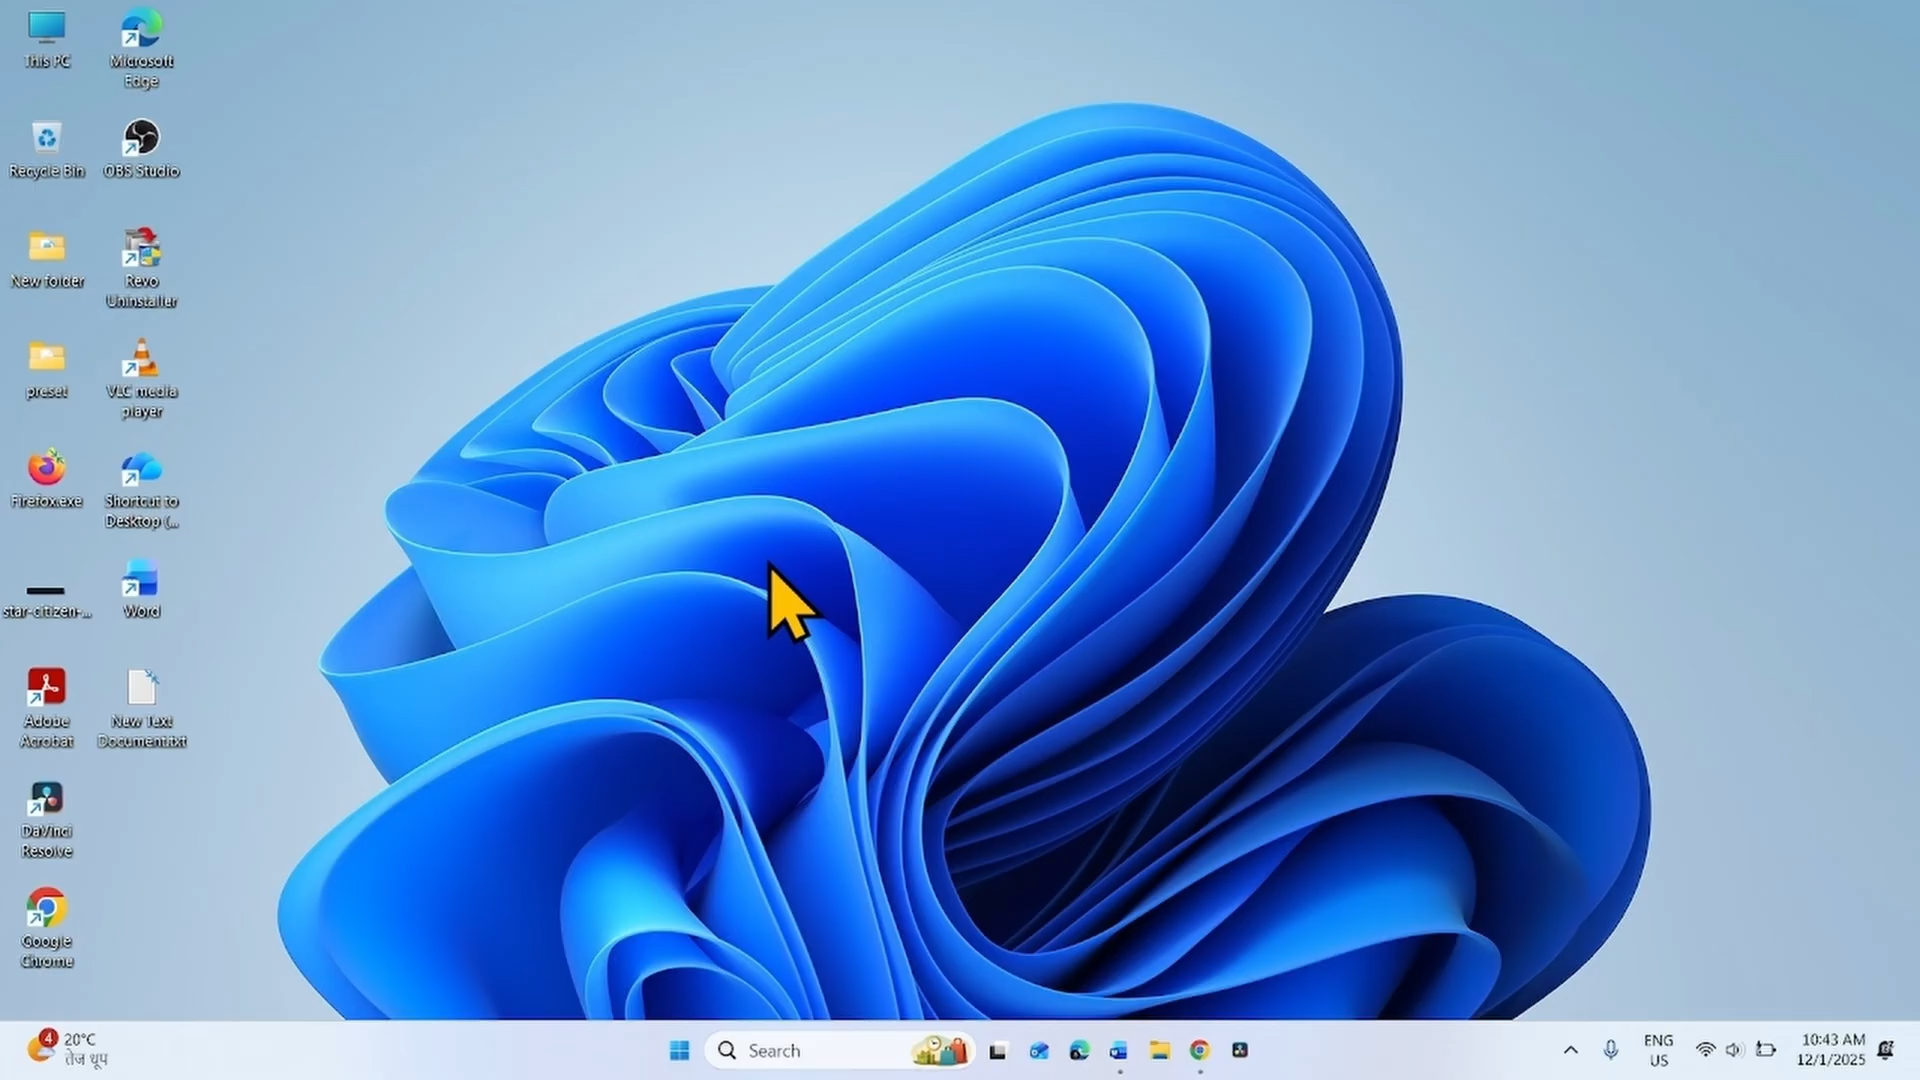 This PC
Microsoft
Edge
Recycle Bin
OBS Studio
New folder
Revo
Uninstaller
preset
VLC media
player
Firefox.exe
Shortcut to
Desktop (...
star-citizen-...
Word
Adobe
Acrobat
New Text
Document.txt
DaVinci
Resolve
Google
Chrome
4
20°C
तेज धूप
Search
ENG
US
10:43 AM
12/1/2025